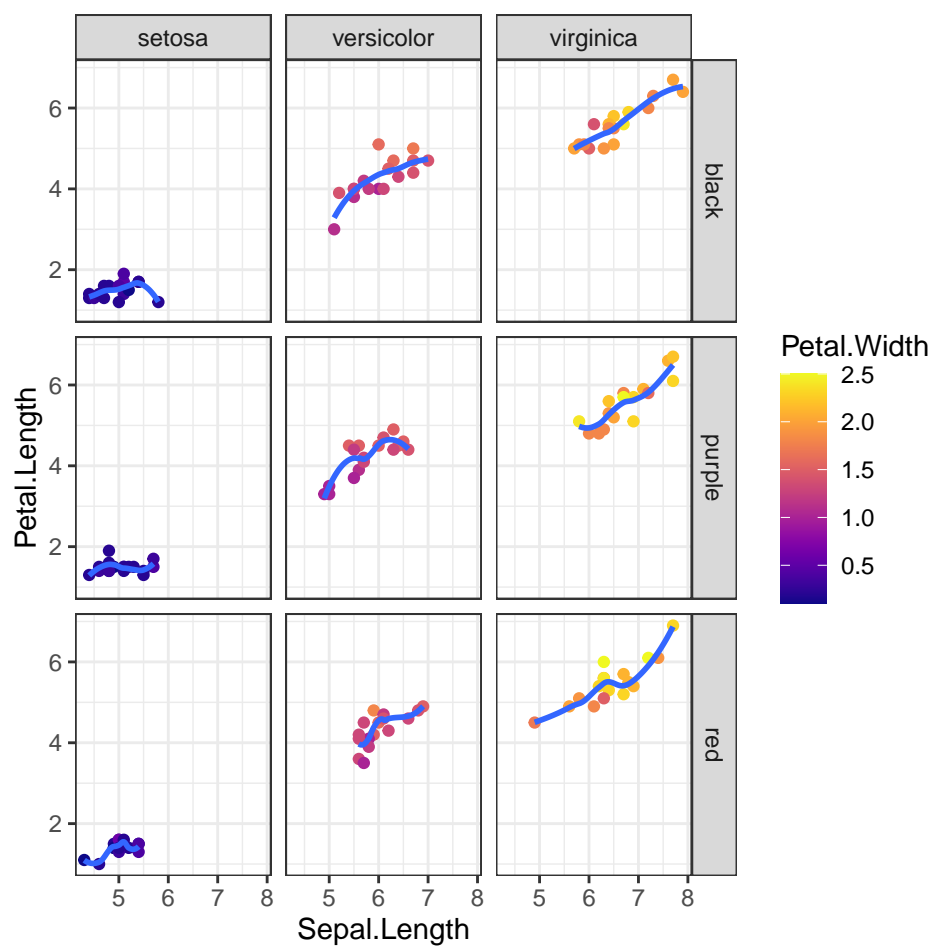 setosa versicolor virginica
6
4
2
black
6
4
2
purple
6
4
2
red
5 6 7 8 5 6 7 8 5 6 7 8
Sepal.Length
Petal.Length
Petal.Width
2.5
2.0
1.5
1.0
0.5